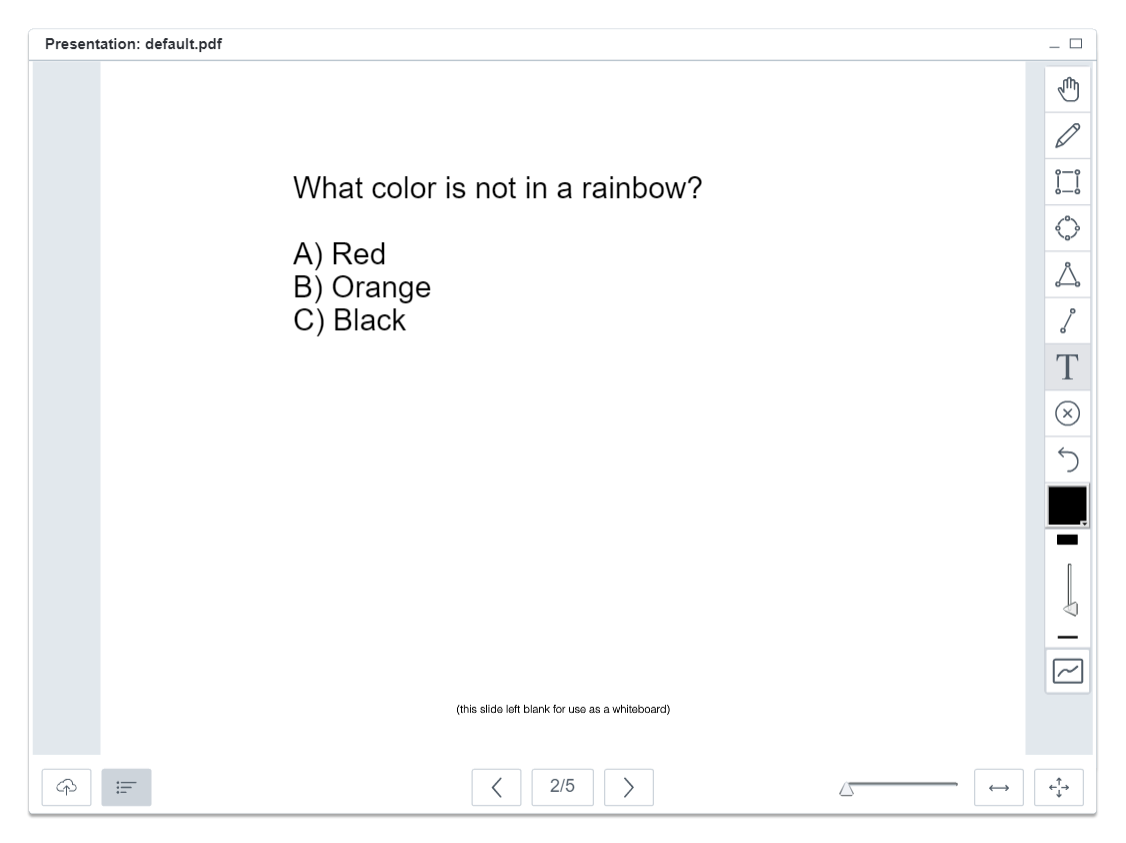 Presentation: default.pdf
What color is not in a rainbow?
A) Red
B) Orange
C) Black
T
(this slide left blank for use as a whiteboard)
2/5